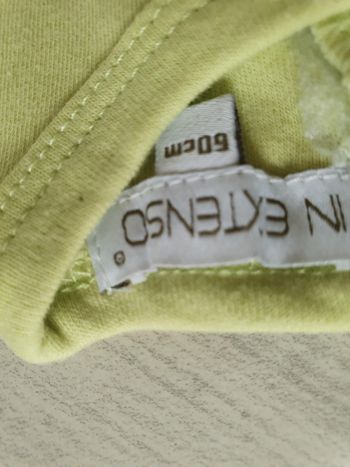 60cm
IN EXTENSO
®